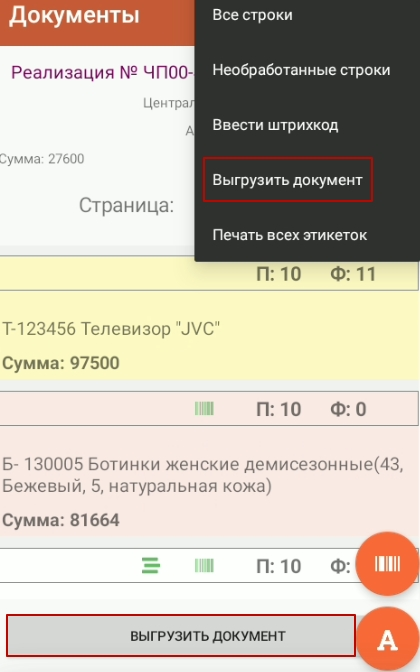 Документы
Все строки
Необработанные строки
Ввести штрихкод
Выгрузить документ
Печать всех этикеток
Реализация № ЧП00-
Централ
А
Сумма: 27600
Страница:
П: 10 Ф: 11
Т-123456 Телевизор "JVC"
Сумма: 97500
П: 10 Ф: 0
Б- 130005 Ботинки женские демисезонные(43,
Бежевый, 5, натуральная кожа)
Сумма: 81664
П: 10 Ф:
ВЫГРУЗИТЬ ДОКУМЕНТ
A